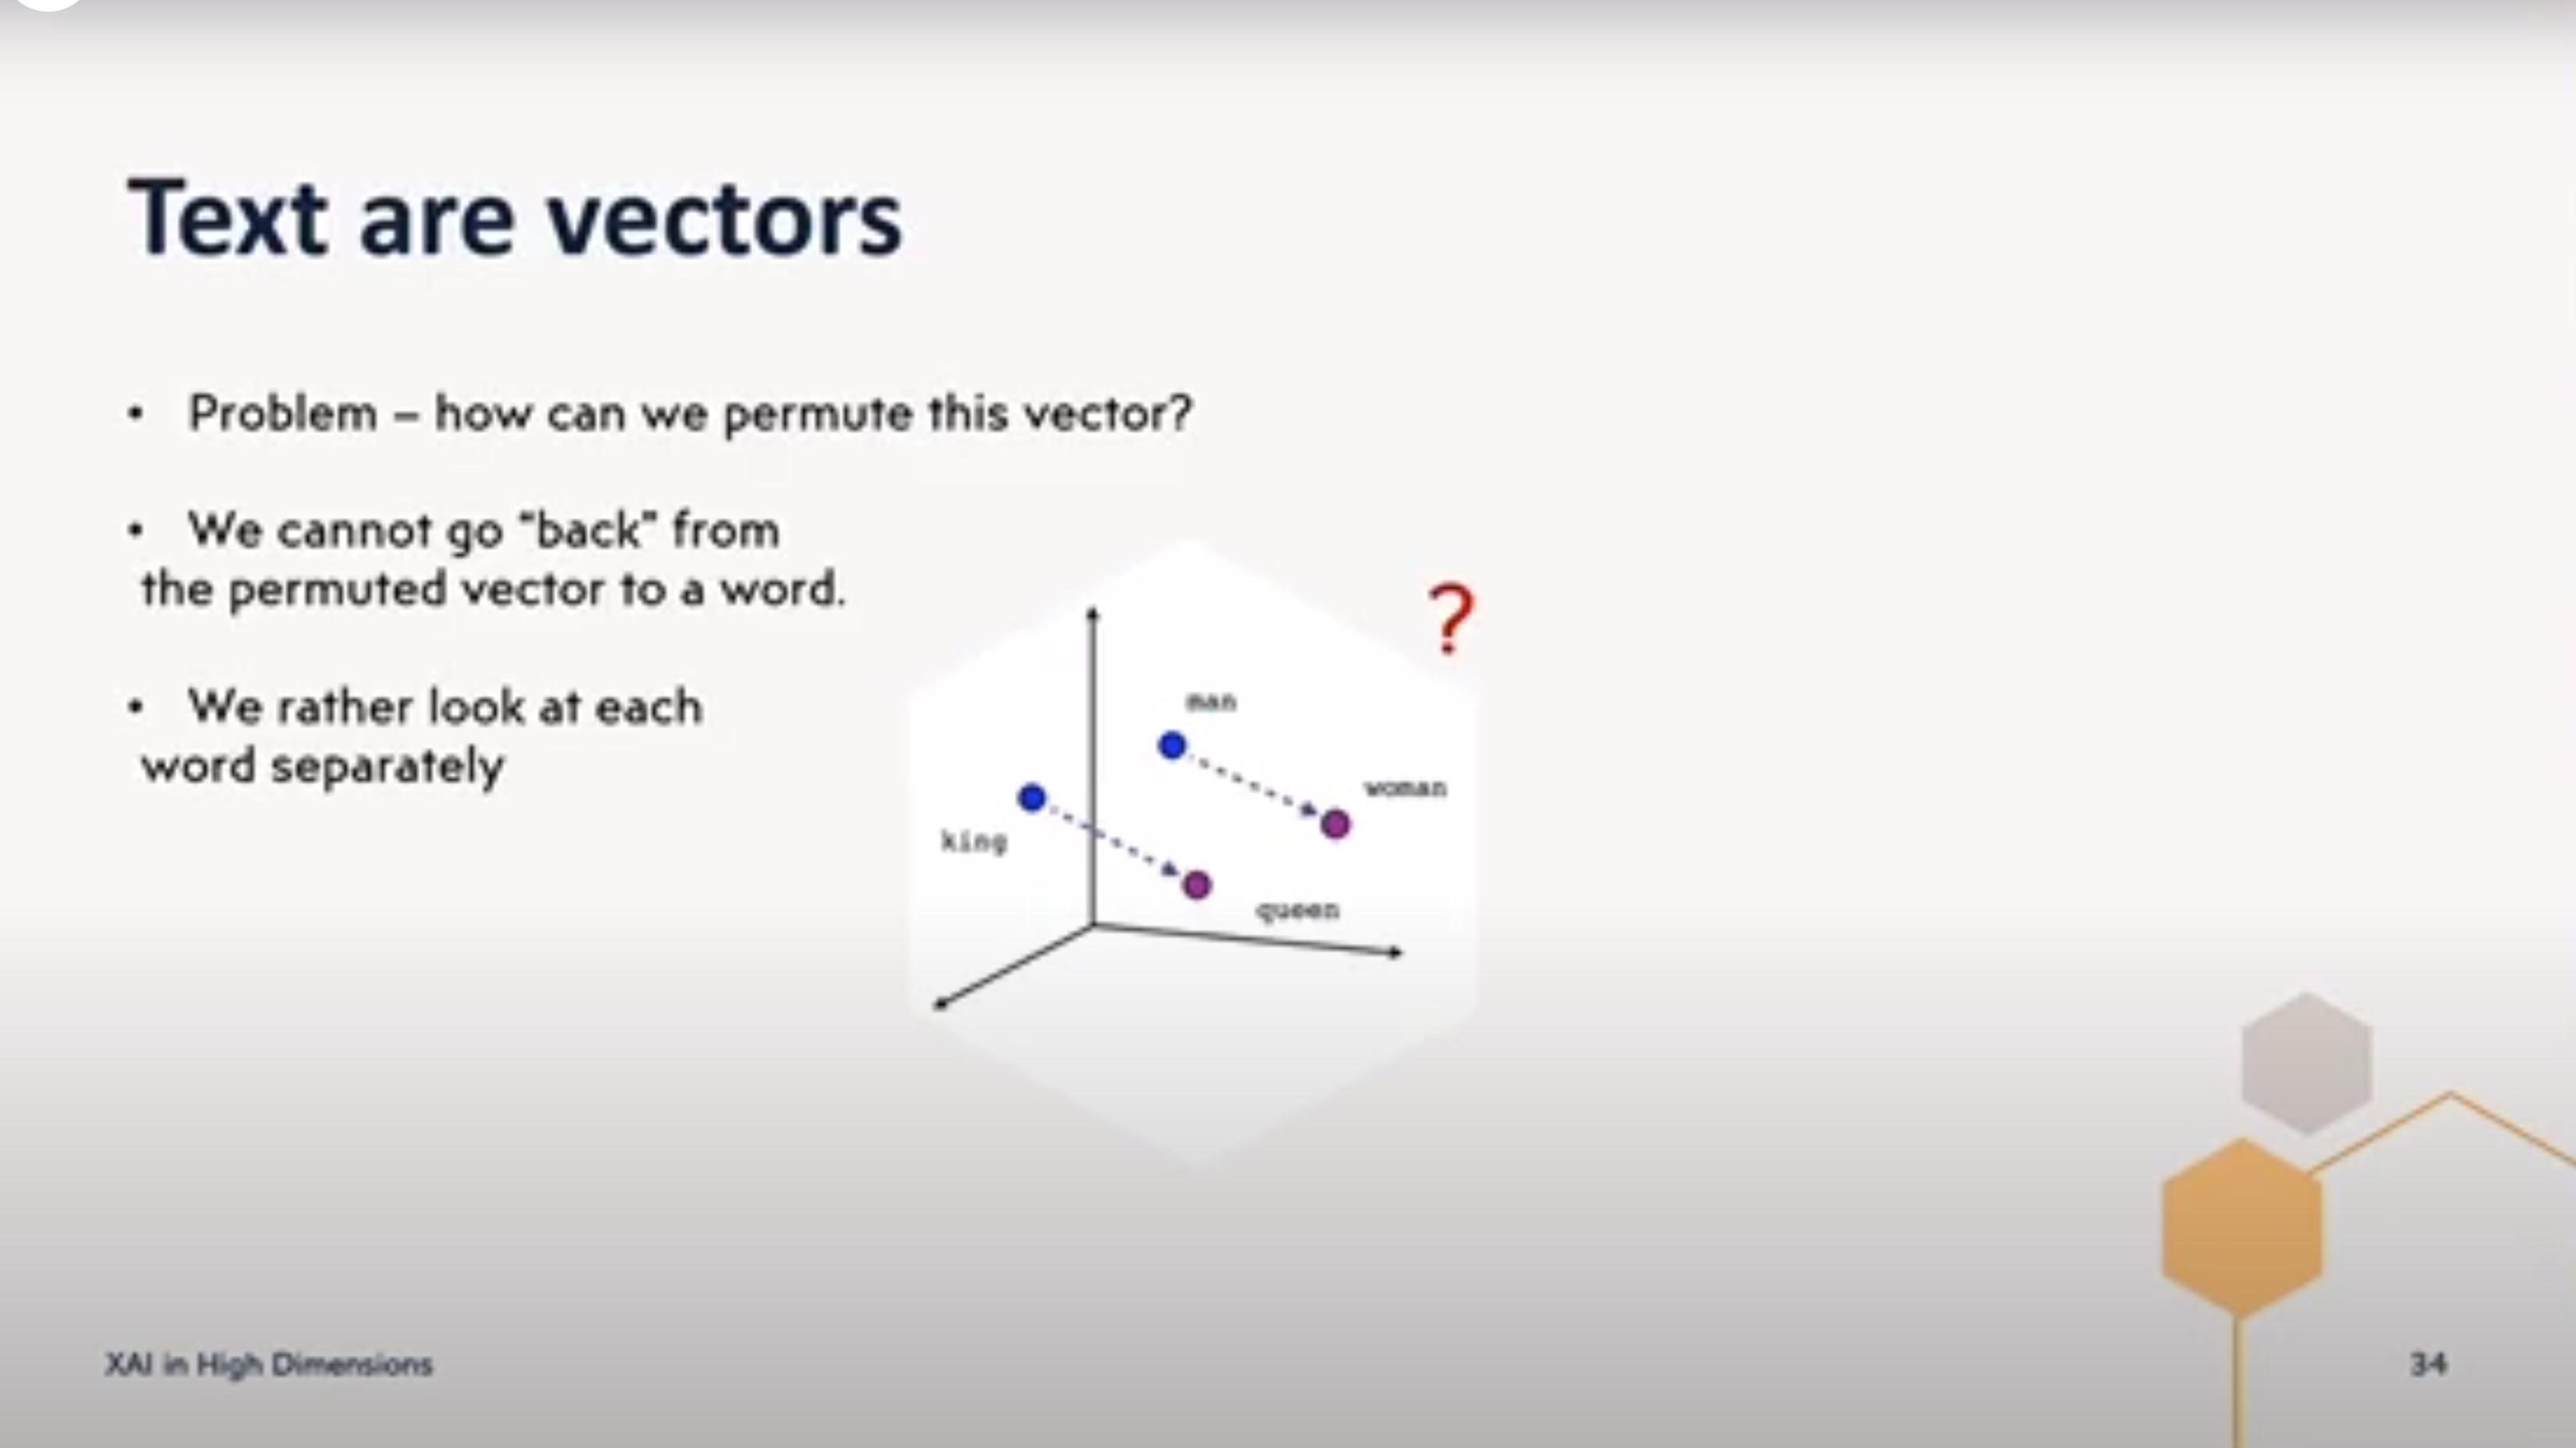 Text are vectors
• Problem – how can we permute this vector?
• We cannot go "back" from
the permuted vector to a word.
• We rather look at each
word separately
?
man
woman
king
queen
XAI in High Dimensions
34